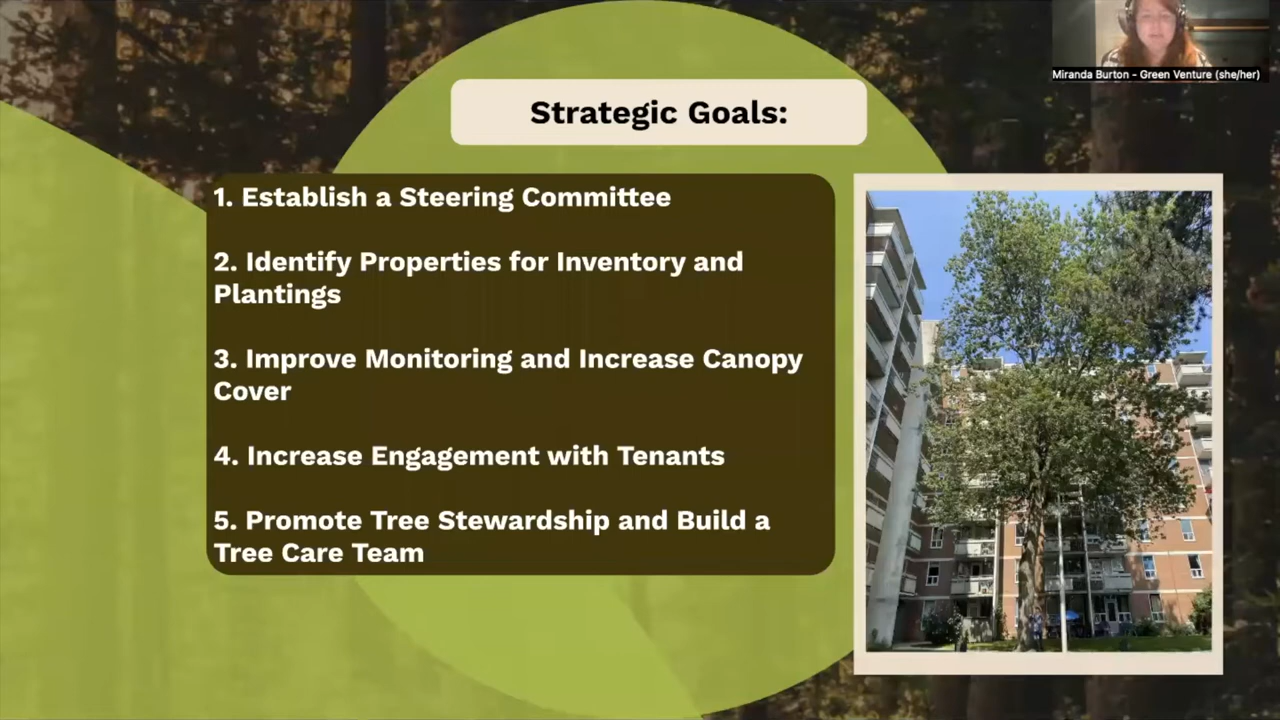 Miranda Burton - Green Venture (she/her)
Strategic Goals:
1. Establish a Steering Committee
2. Identify Properties for Inventory and
Plantings
3. Improve Monitoring and Increase Canopy
Cover
4. Increase Engagement with Tenants
5. Promote Tree Stewardship and Build a
Tree Care Team